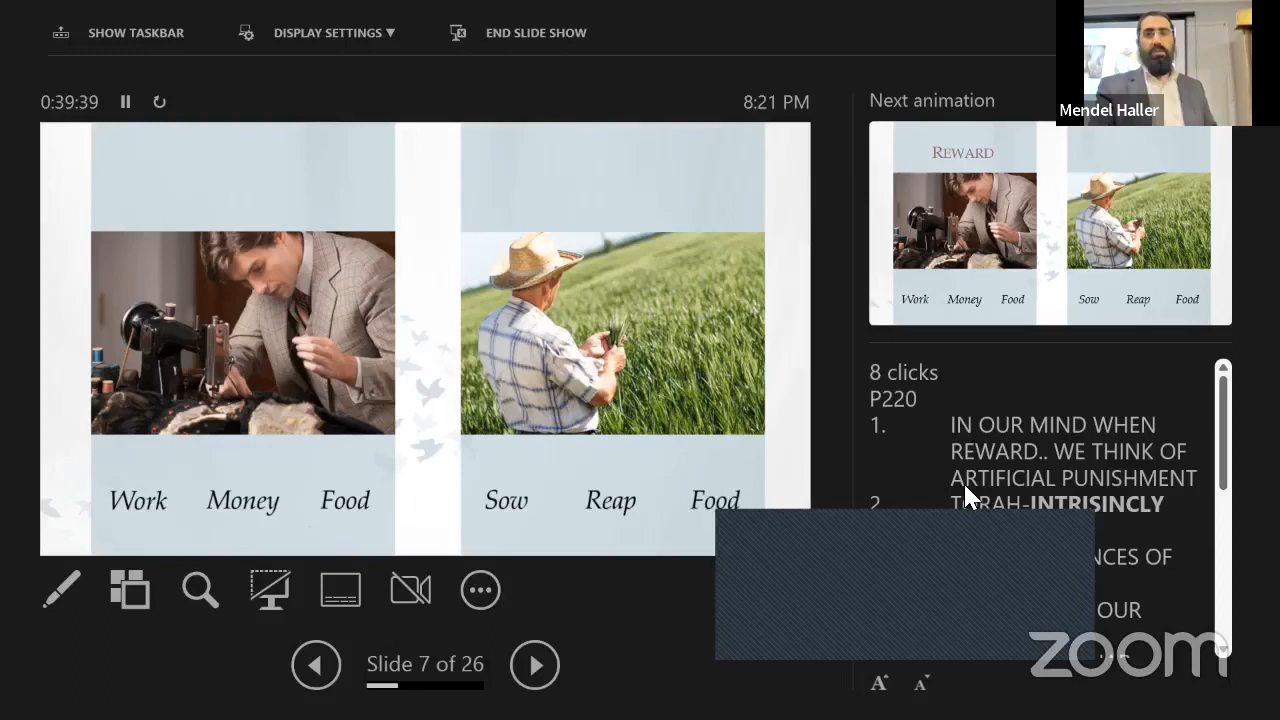 SHOW TASKBAR
DISPLAY SETTINGS ▼
END SLIDE SHOW
0:39:39
8:21 PM
Next animation
Mendel Haller
Work Money Food
Sow Reap Food
REWARD
Work Money Food
Sow Reap Food
8 clicks
P220
1. IN OUR MIND WHEN
REWARD.. WE THINK OF
ARTIFICIAL PUNISHMENT
2 TORAH-INTRISINCLY
NCES OF
OUR
Slide 7 of 26
A A
zoom